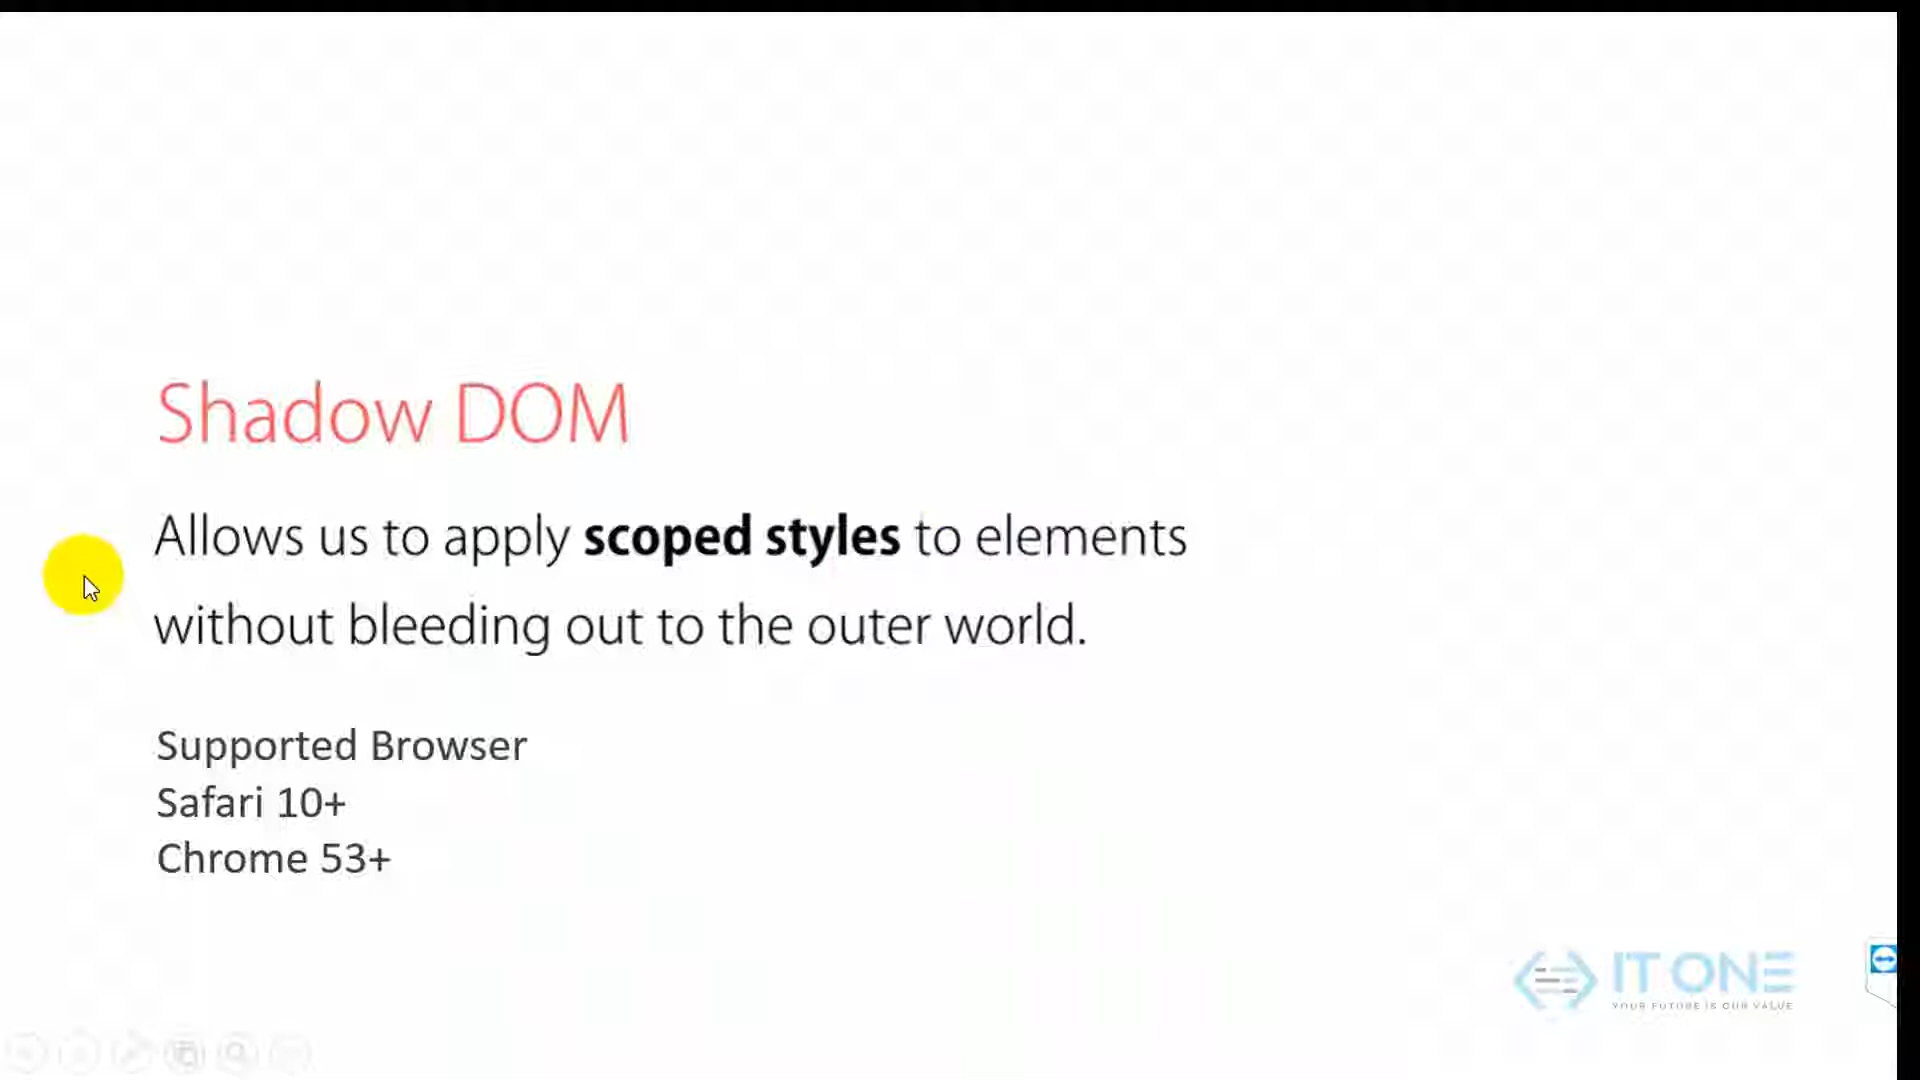 Shadow DOM
Allows us to apply scoped styles to elements
without bleeding out to the outer world.
Supported Browser
Safari 10+
Chrome 53+
IT ONE
YOUR FUTURE IS OUR VALUE